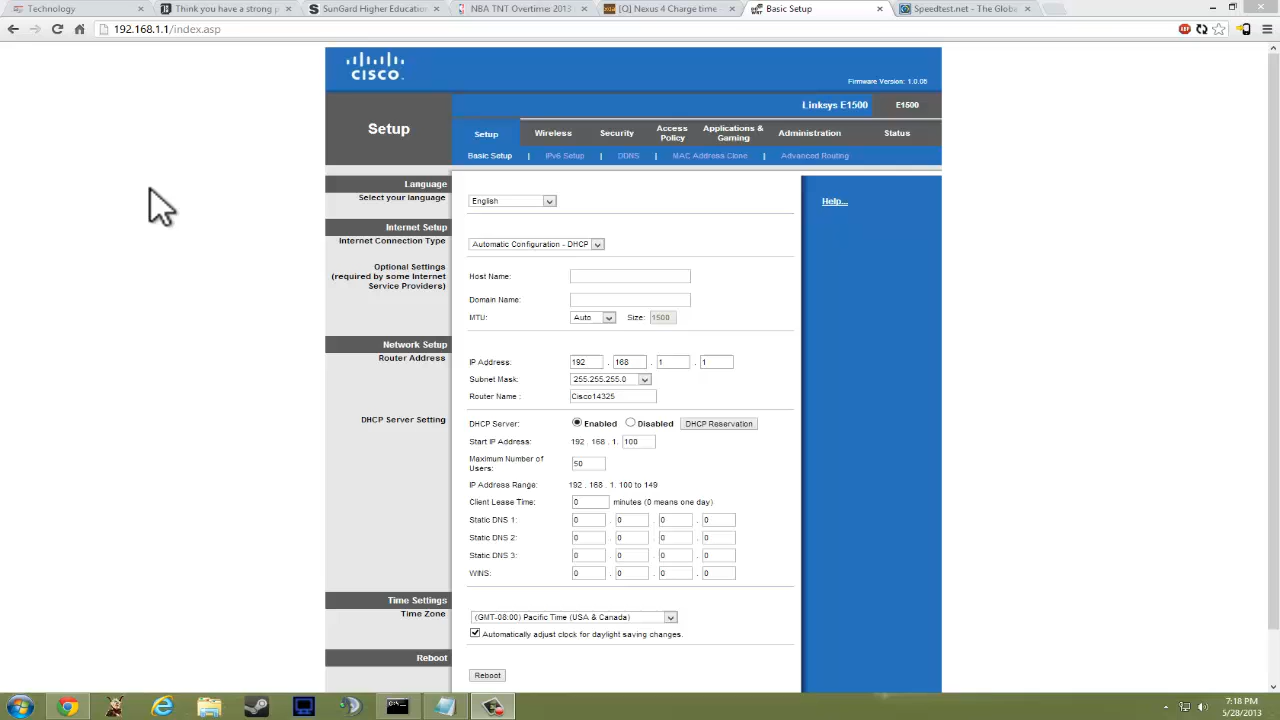 Technology
Think you have a strong p
SunGard Higher Education
NBA TNT Overtime 2013
[Q] Nexus 4 Charge time
Basic Setup
Speedtest.net - The Globa
192.168.1.1/index.asp
CISCO
Firmware Version: 1.0.05
Linksys E1500
E1500
Setup
Setup
Wireless
Security
Access Policy
Applications & Gaming
Administration
Status
Basic Setup | IPv6 Setup | DDNS | MAC Address Clone | Advanced Routing
Language
Select your language
English
Help...
Internet Setup
Internet Connection Type
Automatic Configuration - DHCP
Optional Settings
(required by some Internet
Service Providers)
Host Name:
Domain Name:
MTU: Auto Size: 1500
Network Setup
Router Address
IP Address: 192 . 168 . 1 . 1
Subnet Mask: 255.255.255.0
Router Name : Cisco14325
DHCP Server Setting
DHCP Server: Enabled Disabled DHCP Reservation
Start IP Address: 192 . 168 . 1. 100
Maximum Number of
Users: 50
IP Address Range: 192 . 168 . 1. 100 to 149
Client Lease Time: 0 minutes (0 means one day)
Static DNS 1: 0 . 0 . 0 . 0
Static DNS 2: 0 . 0 . 0 . 0
Static DNS 3: 0 . 0 . 0 . 0
WINS: 0 . 0 . 0 . 0
Time Settings
Time Zone
(GMT-08:00) Pacific Time (USA & Canada)
Automatically adjust clock for daylight saving changes.
Reboot
Reboot
7:18 PM
5/28/2013